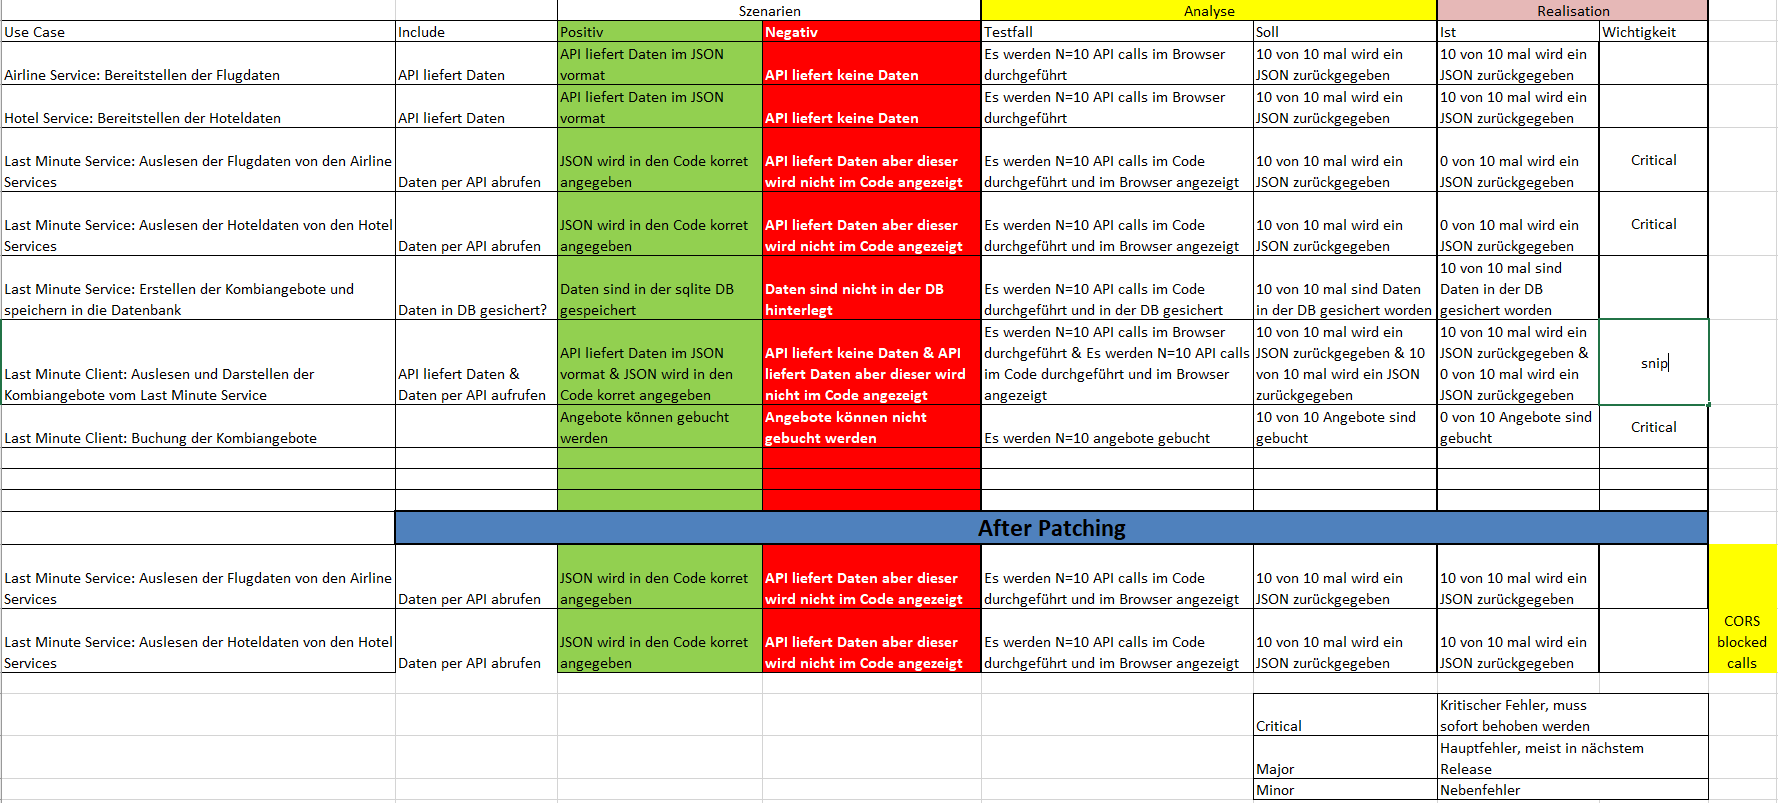 Szenarien
Analyse
Realisation
Use Case
Include
Positiv
Negativ
Testfall
Soll
Ist
Wichtigkeit
Airline Service: Bereitstellen der Flugdaten
API liefert Daten
API liefert Daten im JSON
vormat
API liefert keine Daten
Es werden N=10 API calls im Browser
durchgeführt
10 von 10 mal wird ein
JSON zurückgegeben
10 von 10 mal wird ein
JSON zurückgegeben
Hotel Service: Bereitstellen der Hoteldaten
API liefert Daten
API liefert Daten im JSON
vormat
API liefert keine Daten
Es werden N=10 API calls im Browser
durchgeführt
10 von 10 mal wird ein
JSON zurückgegeben
10 von 10 mal wird ein
JSON zurückgegeben
Last Minute Service: Auslesen der Flugdaten von den Airline
Services
Daten per API abrufen
JSON wird in den Code korret
angegeben
API liefert Daten aber dieser
wird nicht im Code angezeigt
Es werden N=10 API calls im Code
durchgeführt und im Browser angezeigt
10 von 10 mal wird ein
JSON zurückgegeben
0 von 10 mal wird ein
JSON zurückgegeben
Critical
Last Minute Service: Auslesen der Hoteldaten von den Hotel
Services
Daten per API abrufen
JSON wird in den Code korret
angegeben
API liefert Daten aber dieser
wird nicht im Code angezeigt
Es werden N=10 API calls im Code
durchgeführt und im Browser angezeigt
10 von 10 mal wird ein
JSON zurückgegeben
0 von 10 mal wird ein
JSON zurückgegeben
Critical
Last Minute Service: Erstellen der Kombiangebote und
speichern in die Datenbank
Daten in DB gesichert?
Daten sind in der sqlite DB
gespeichert
Daten sind nicht in der DB
hinterlegt
Es werden N=10 API calls im Code
durchgeführt und in der DB gesichert
10 von 10 mal sind Daten
in der DB gesichert worden
10 von 10 mal sind
Daten in der DB
gesichert worden
Last Minute Client: Auslesen und Darstellen der
Kombiangebote vom Last Minute Service
API liefert Daten &
Daten per API aufrufen
API liefert Daten im JSON
vormat & JSON wird in den
Code korret angegeben
API liefert keine Daten & API
liefert Daten aber dieser wird
nicht im Code angezeigt
Es werden N=10 API calls im Browser
durchgeführt & Es werden N=10 API calls
im Code durchgeführt und im Browser
angezeigt
10 von 10 mal wird ein
JSON zurückgegeben & 10
von 10 mal wird ein JSON
zurückgegeben
10 von 10 mal wird ein
JSON zurückgegeben &
0 von 10 mal wird ein
JSON zurückgegeben
snip
Last Minute Client: Buchung der Kombiangebote
Angebote können gebucht
werden
Angebote können nicht
gebucht werden
Es werden N=10 angebote gebucht
10 von 10 Angebote sind
gebucht
0 von 10 Angebote sind
gebucht
Critical
After Patching
Last Minute Service: Auslesen der Flugdaten von den Airline
Services
Daten per API abrufen
JSON wird in den Code korret
angegeben
API liefert Daten aber dieser
wird nicht im Code angezeigt
Es werden N=10 API calls im Code
durchgeführt und im Browser angezeigt
10 von 10 mal wird ein
JSON zurückgegeben
10 von 10 mal wird ein
JSON zurückgegeben
Last Minute Service: Auslesen der Hoteldaten von den Hotel
Services
Daten per API abrufen
JSON wird in den Code korret
angegeben
API liefert Daten aber dieser
wird nicht im Code angezeigt
Es werden N=10 API calls im Code
durchgeführt und im Browser angezeigt
10 von 10 mal wird ein
JSON zurückgegeben
10 von 10 mal wird ein
JSON zurückgegeben
CORS
blocked
calls
Critical
Kritischer Fehler, muss
sofort behoben werden
Major
Hauptfehler, meist in nächstem
Release
Minor
Nebenfehler